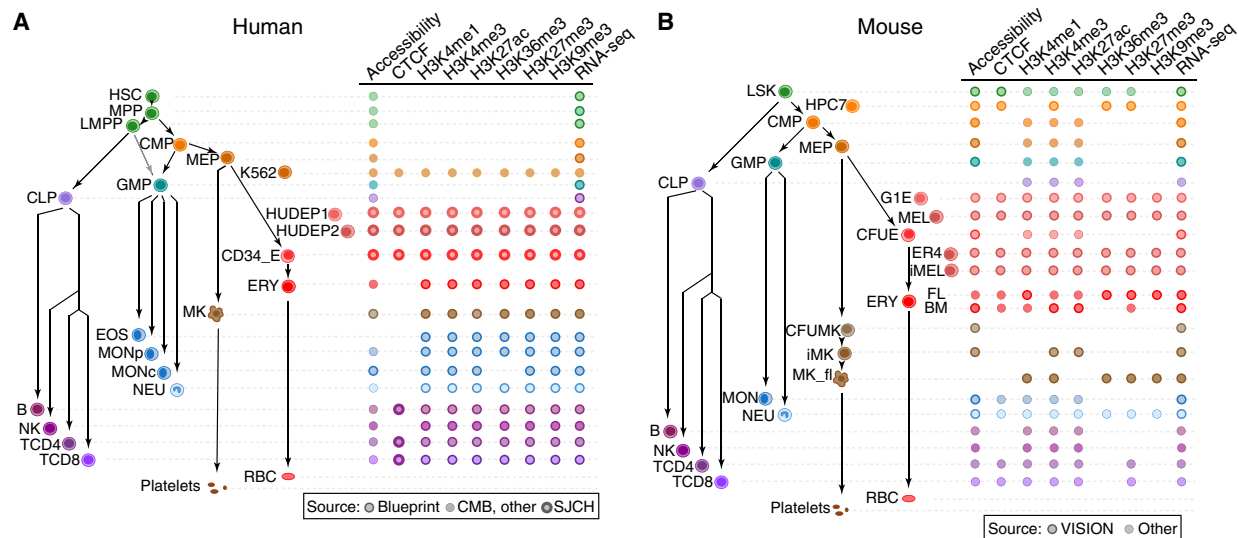 A
Human
Accessibility
CTCF
H3K4me1
H3K4me3
H3K27ac
H3K36me3
H3K27me3
H3K9me3
RNA-seq
HSC
MPP
LMPP
CMP
MEP
K562
GMP
CLP
HUDEP1
HUDEP2
CD34_E
ERY
MK
EOS
MONp
MONc
NEU
B
NK
TCD4
TCD8
RBC
Platelets
Source: Blueprint CMB, other SJCH
B
Mouse
Accessibility
CTCF
H3K4me1
H3K4me3
H3K27ac
H3K36me3
H3K27me3
H3K9me3
RNA-seq
LSK
HPC7
CMP
MEP
GMP
CLP
G1E
MEL
CFUE
ER4
iMEL
ERY
FL
BM
CFUMK
iMK
MK_fl
MON
NEU
B
NK
TCD4
TCD8
RBC
Platelets
Source: VISION Other